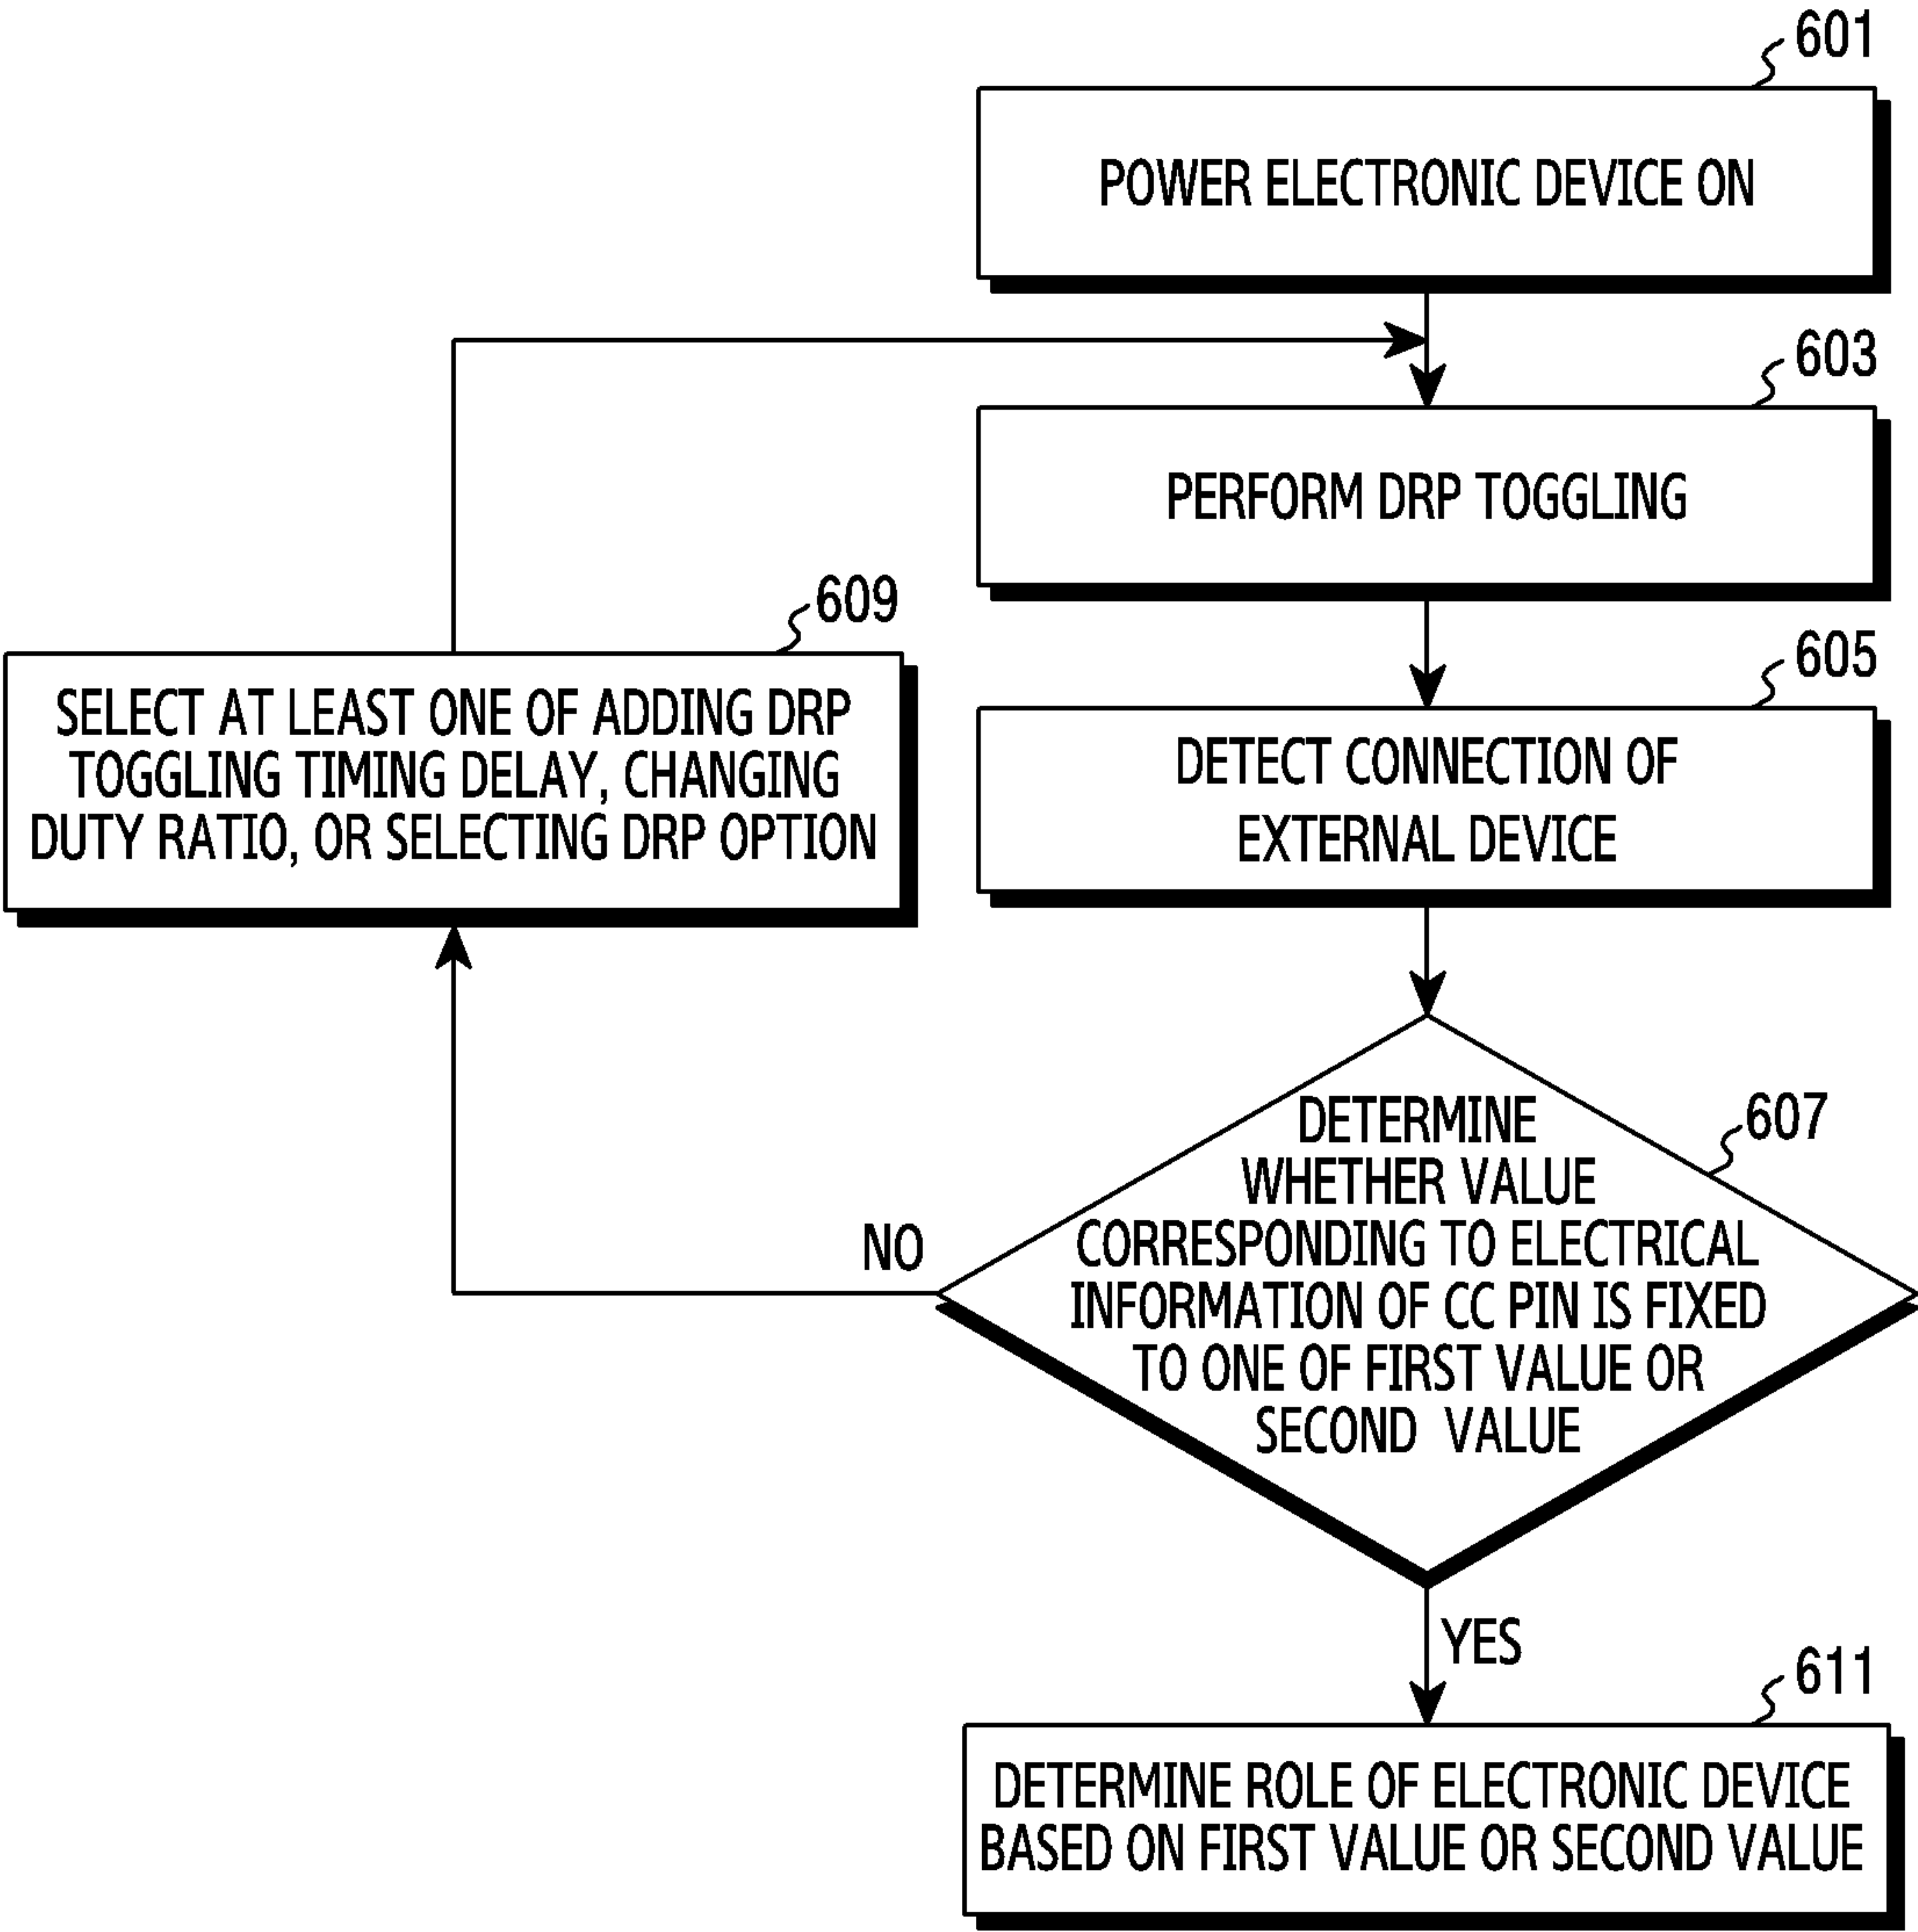 601
POWER ELECTRONIC DEVICE ON
603
PERFORM DRP TOGGLING
605
DETECT CONNECTION OF
EXTERNAL DEVICE
607
DETERMINE
WHETHER VALUE
CORRESPONDING TO ELECTRICAL
INFORMATION OF CC PIN IS FIXED
TO ONE OF FIRST VALUE OR
SECOND VALUE
NO
609
SELECT AT LEAST ONE OF ADDING DRP
TOGGLING TIMING DELAY, CHANGING
DUTY RATIO, OR SELECTING DRP OPTION
YES
611
DETERMINE ROLE OF ELECTRONIC DEVICE
BASED ON FIRST VALUE OR SECOND VALUE